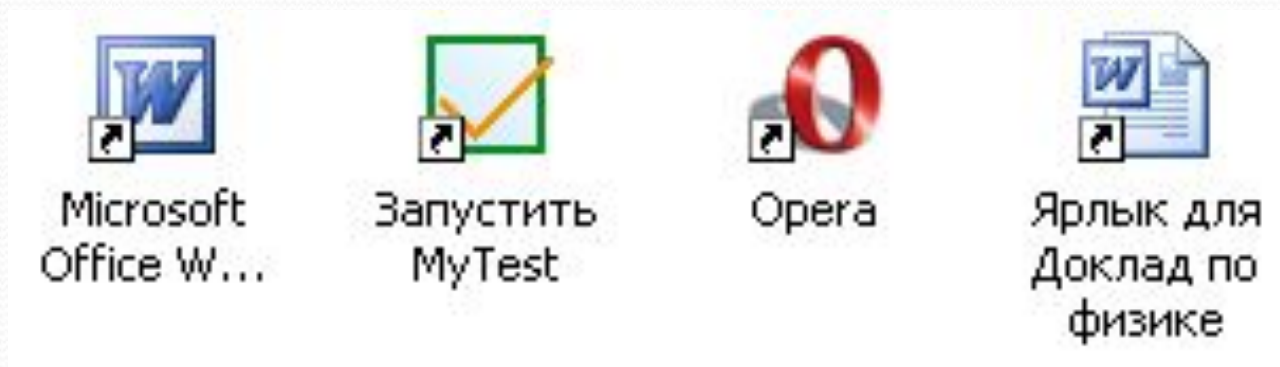 Microsoft
Office W...
Запустить
MyTest
Opera
Ярлык для
Доклад по
физике